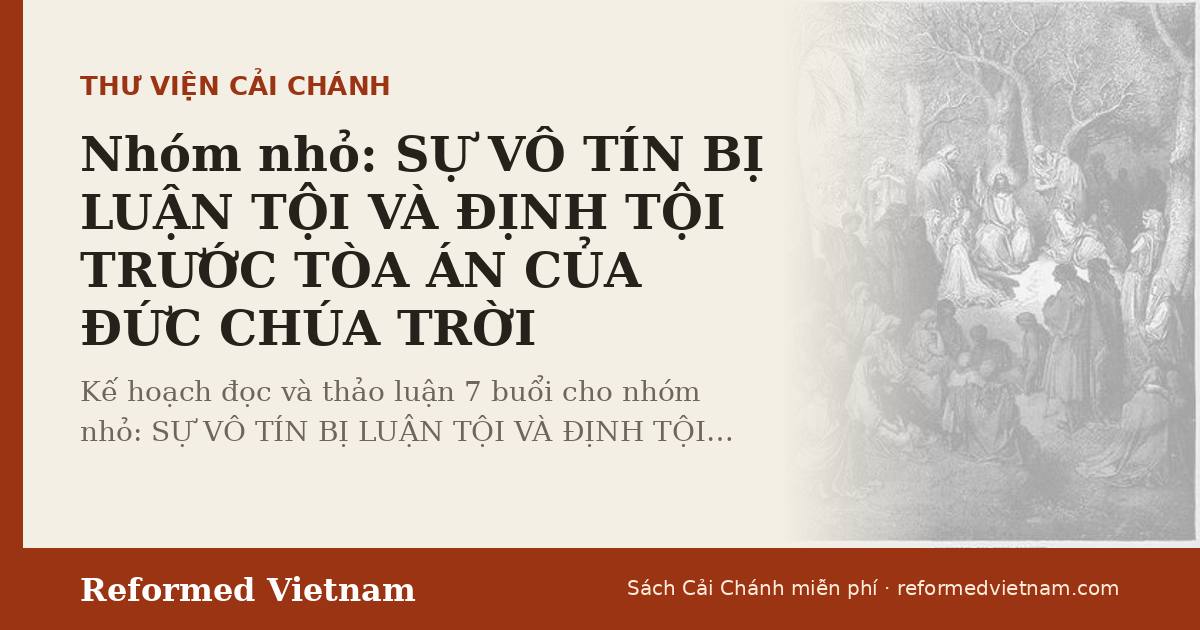 THƯ VIỆN CẢI CHÁNH
Nhóm nhỏ: SỰ VÔ TÍN BỊ
LUẬN TỘI VÀ ĐỊNH TỘI
TRƯỚC TÒA ÁN CỦA
ĐỨC CHÚA TRỜI
Kế hoạch đọc và thảo luận 7 buổi cho nhóm
nhỏ: SỰ VÔ TÍN BỊ LUẬN TỘI VÀ ĐỊNH TỘI…
Reformed Vietnam
Sách Cải Chánh miễn phí · reformedvietnam.com